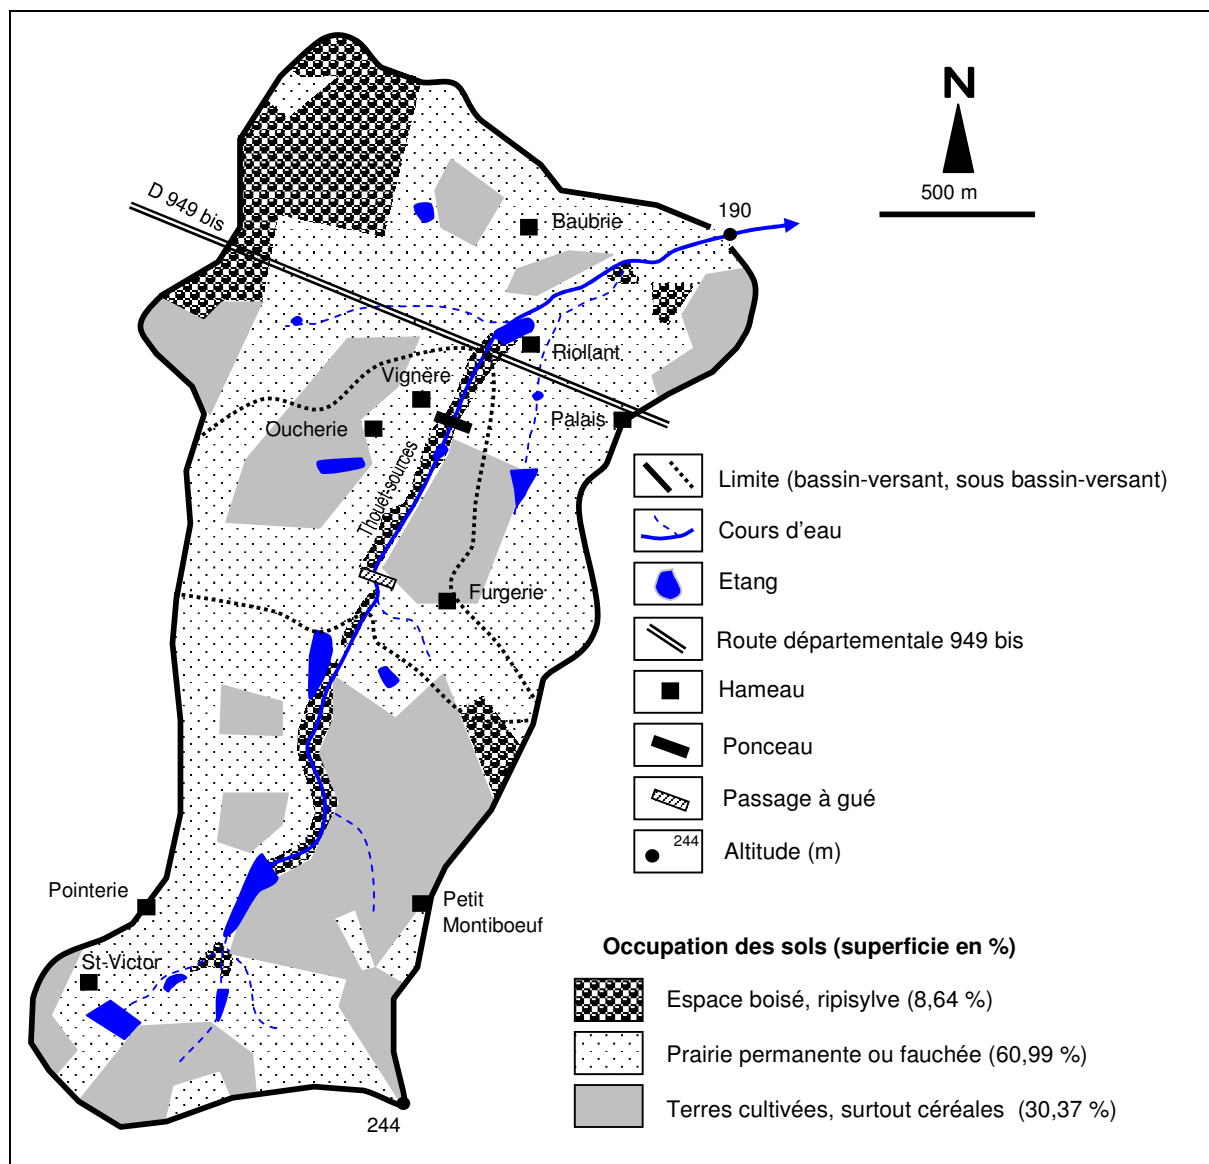 N
500 m
190
D 949 bis
Baubrie
Riollant
Vignère
Palais
Oucherie
Thouet-sources
Furgerie
Limite (bassin-versant, sous bassin-versant)
Cours d'eau
Etang
Route départementale 949 bis
Hameau
Ponceau
Passage à gué
244
Altitude (m)
Pointerie
Petit
Montiboeuf
St-Victor
244
Occupation des sols (superficie en %)
Espace boisé, ripisylve (8,64 %)
Prairie permanente ou fauchée (60,99 %)
Terres cultivées, surtout céréales (30,37 %)